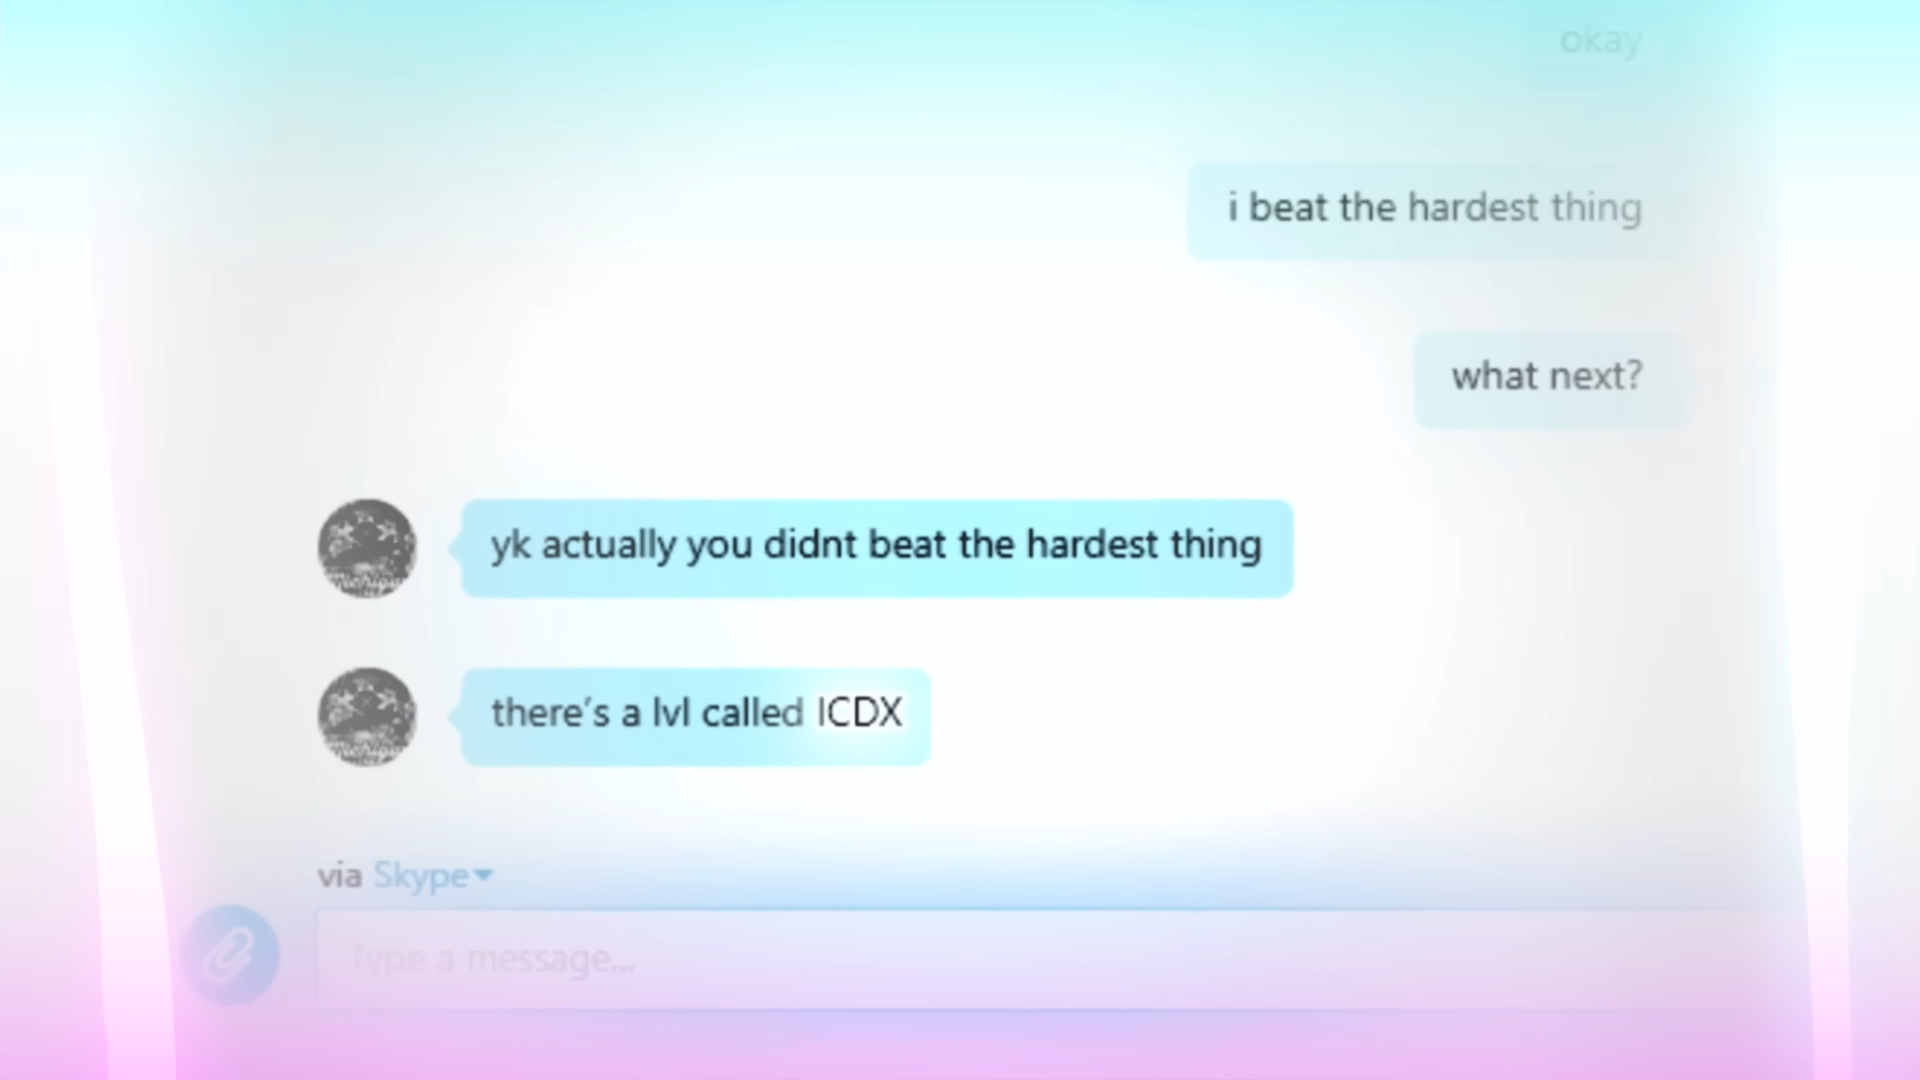 okay
i beat the hardest thing
what next?
yk actually you didnt beat the hardest thing
there's a lvl called ICDX
via Skype
Type a message...